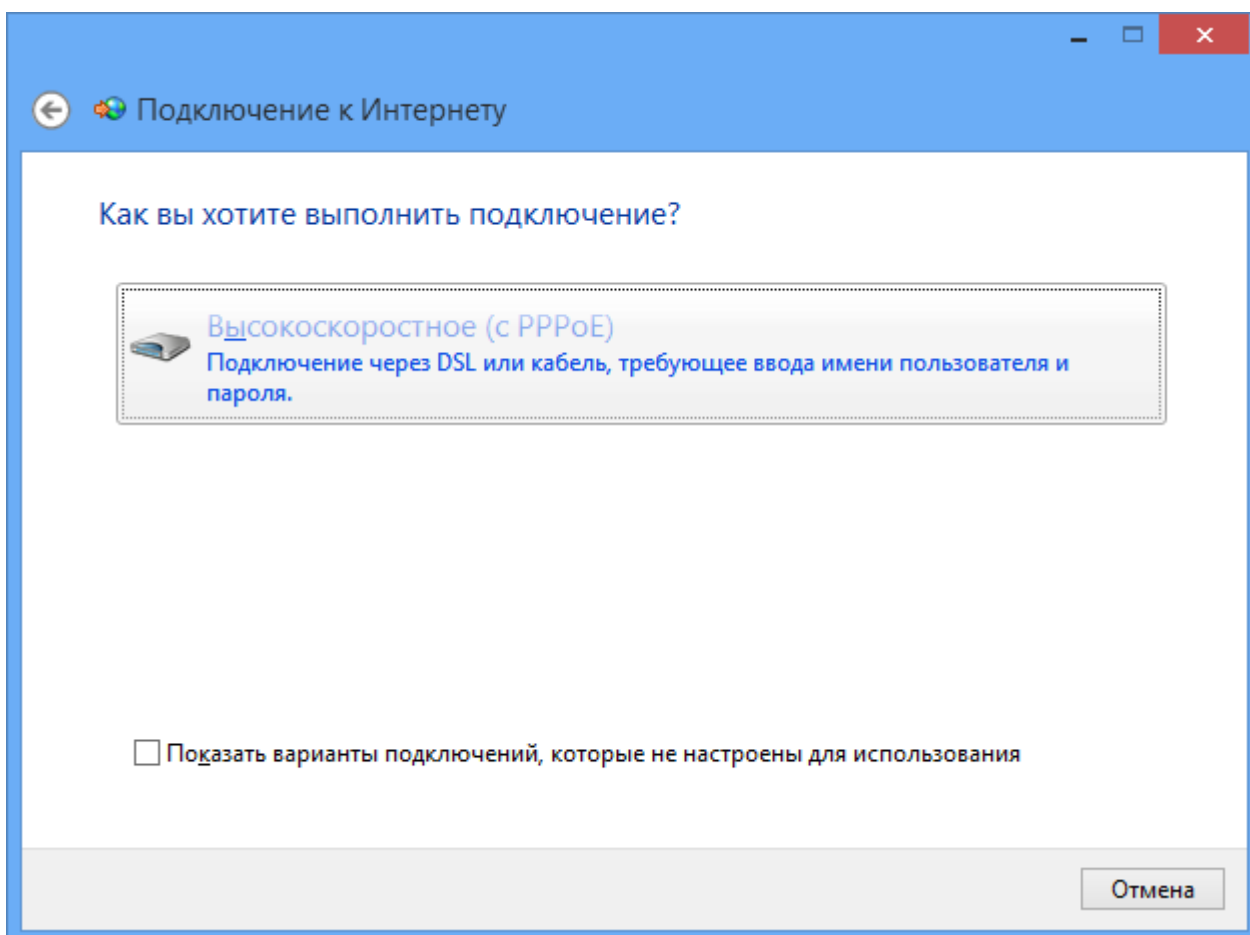 Подключение к Интернету
Как вы хотите выполнить подключение?
Высокоскоростное (с PPPoE)
Подключение через DSL или кабель, требующее ввода имени пользователя и
пароля.
Показать варианты подключений, которые не настроены для использования
Отмена